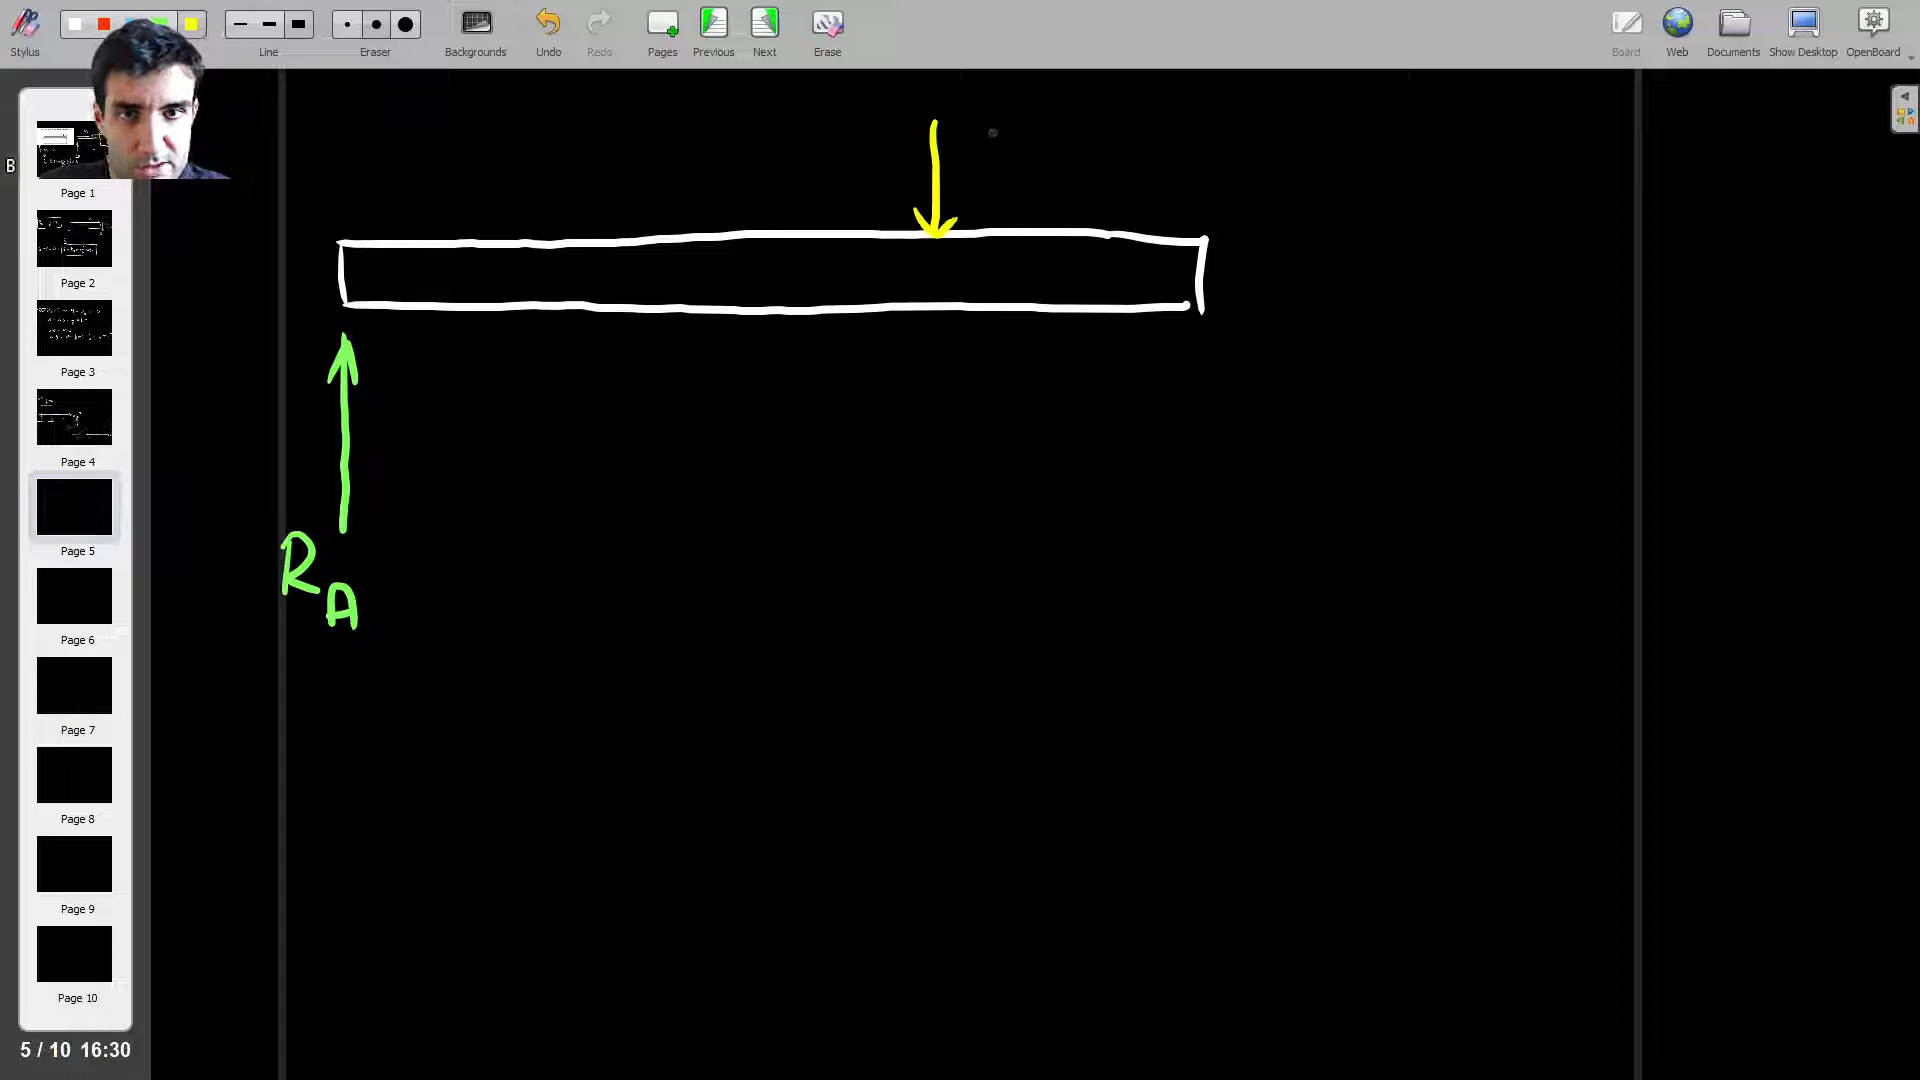 Stylus
Line
Eraser
Backgrounds
Undo
Redo
Pages
Previous
Next
Erase
Board
Web
Documents
Show Desktop
OpenBoard
B
Page 1
Page 2
Page 3
Page 4
Page 5
Page 6
Page 7
Page 8
Page 9
Page 10
5 / 10 16:30
R_A